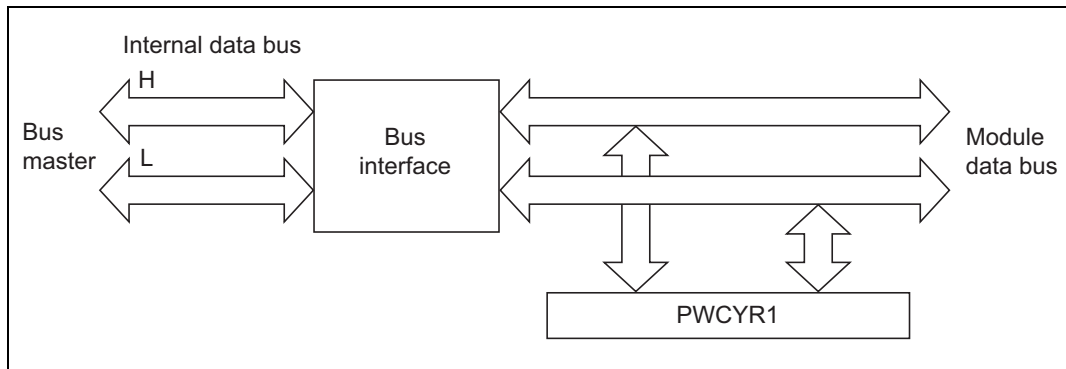 Internal data bus
H
Bus
master
L
Bus
interface
Module
data bus
PWCYR1